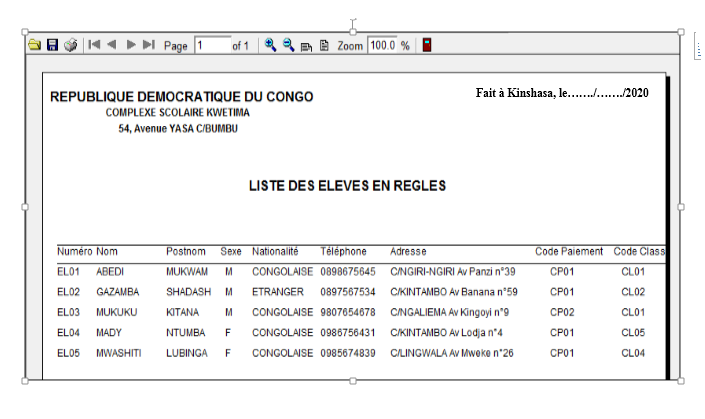 Page 1 of 1 Zoom 100.0 %
REPUBLIQUE DEMOCRATIQUE DU CONGO
Fait à Kinshasa, le......./......./2020
COMPLEXE SCOLAIRE KWETIMA
54, Avenue YASA C/BUMBU
LISTE DES ELEVES EN REGLES
Numéro Nom Postnom Sexe Nationalité Téléphone Adresse Code Paiement Code Class
EL01 ABEDI MUKWAM M CONGOLAISE 0898675645 C/NGIRI-NGIRI Av Panzi n°39 CP01 CL01
EL02 GAZAMBA SHADASH M ETRANGER 0897567534 C/KINTAMBO Av Banana n°59 CP01 CL02
EL03 MUKUKU KITANA M CONGOLAISE 9807654678 C/NGALIEMA Av Kingoyi n°9 CP02 CL01
EL04 MADY NTUMBA F CONGOLAISE 0986756431 C/KINTAMBO Av Lodja n°4 CP01 CL05
EL05 MWASHITI LUBINGA F CONGOLAISE 0985674839 C/LINGWALA Av Mweke n°26 CP01 CL04